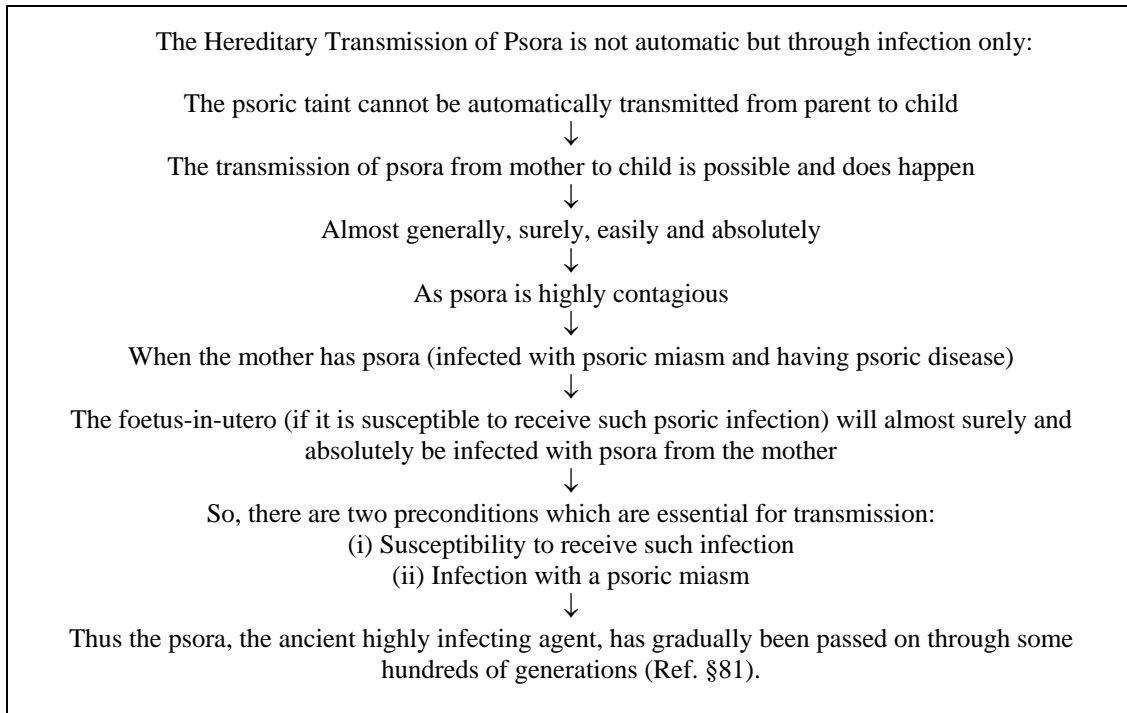 The Hereditary Transmission of Psora is not automatic but through infection only:
The psoric taint cannot be automatically transmitted from parent to child
↓
The transmission of psora from mother to child is possible and does happen
↓
Almost generally, surely, easily and absolutely
↓
As psora is highly contagious
↓
When the mother has psora (infected with psoric miasm and having psoric disease)
↓
The foetus-in-utero (if it is susceptible to receive such psoric infection) will almost surely and
absolutely be infected with psora from the mother
↓
So, there are two preconditions which are essential for transmission:
(i) Susceptibility to receive such infection
(ii) Infection with a psoric miasm
↓
Thus the psora, the ancient highly infecting agent, has gradually been passed on through some
hundreds of generations (Ref. §81).